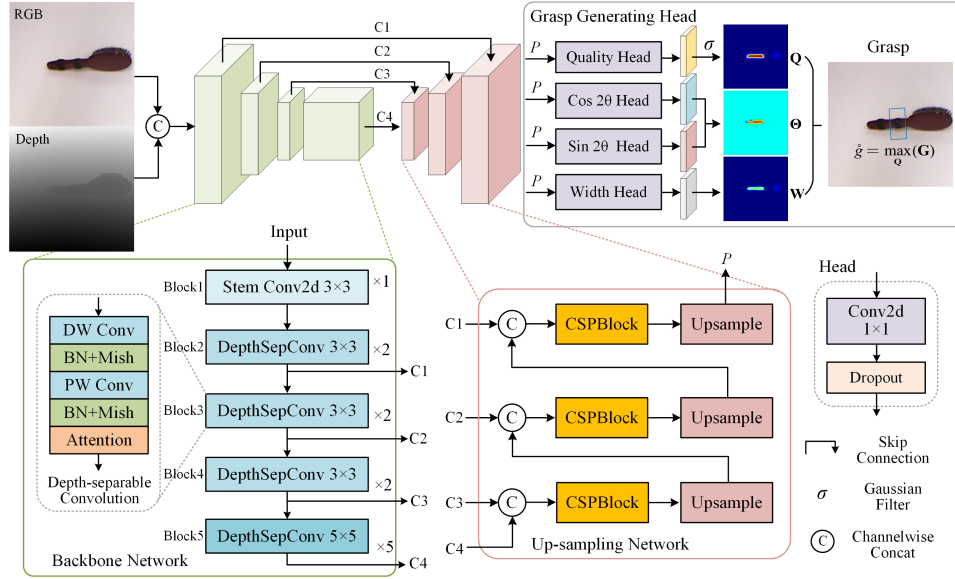 RGB
Depth
C
C1
C2
C3
C4
Grasp Generating Head
P
Quality Head
σ
Q
P
Cos 2θ Head
Θ
P
Sin 2θ Head
P
Width Head
W
Grasp
g̊ = max(G)
Q
Input
Block1
Stem Conv2d 3×3
×1
Block2
DepthSepConv 3×3
×2
C1
Block3
DepthSepConv 3×3
×2
C2
Block4
DepthSepConv 3×3
×2
C3
Block5
DepthSepConv 5×5
×5
C4
Backbone Network
DW Conv
BN+Mish
PW Conv
BN+Mish
Attention
Depth-separable
Convolution
P
C1
C
CSPBlock
Upsample
C2
C
CSPBlock
Upsample
C3
C
CSPBlock
Upsample
C4
Up-sampling Network
Head
Conv2d
1×1
Dropout
Skip
Connection
σ
Gaussian
Filter
C
Channelwise
Concat